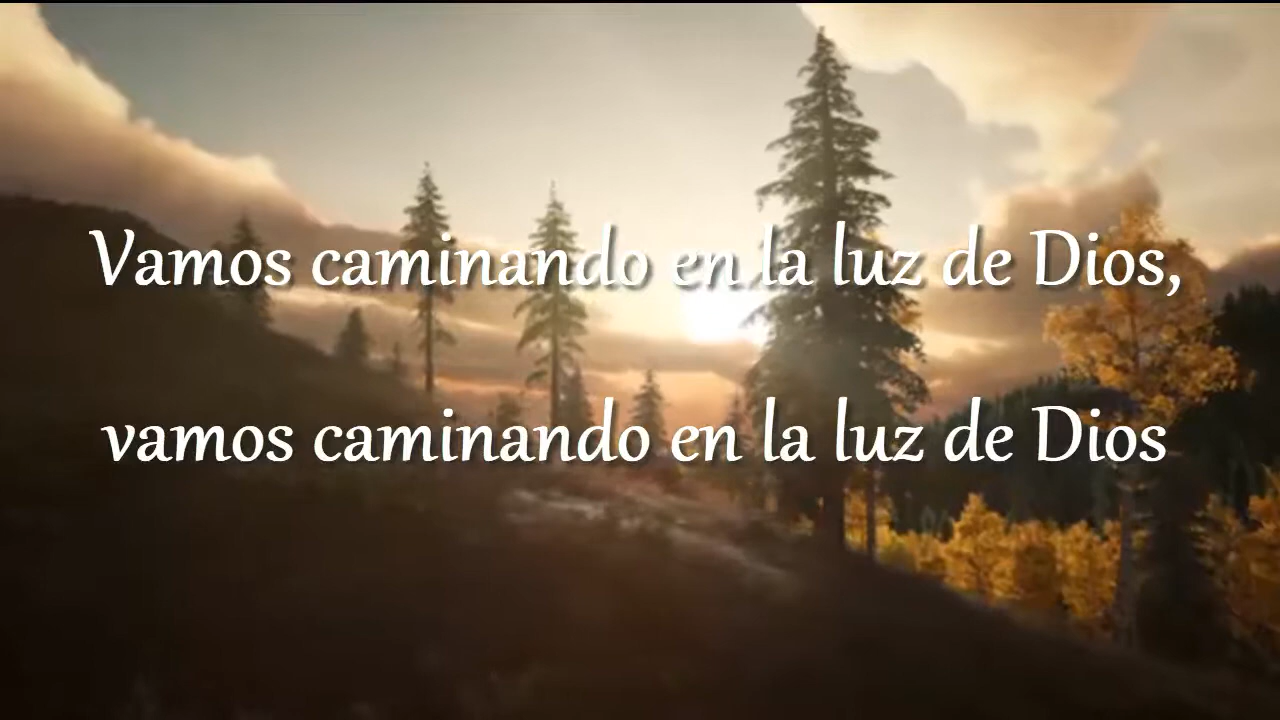 Vamos caminando en la luz de Dios,
vamos caminando en la luz de Dios